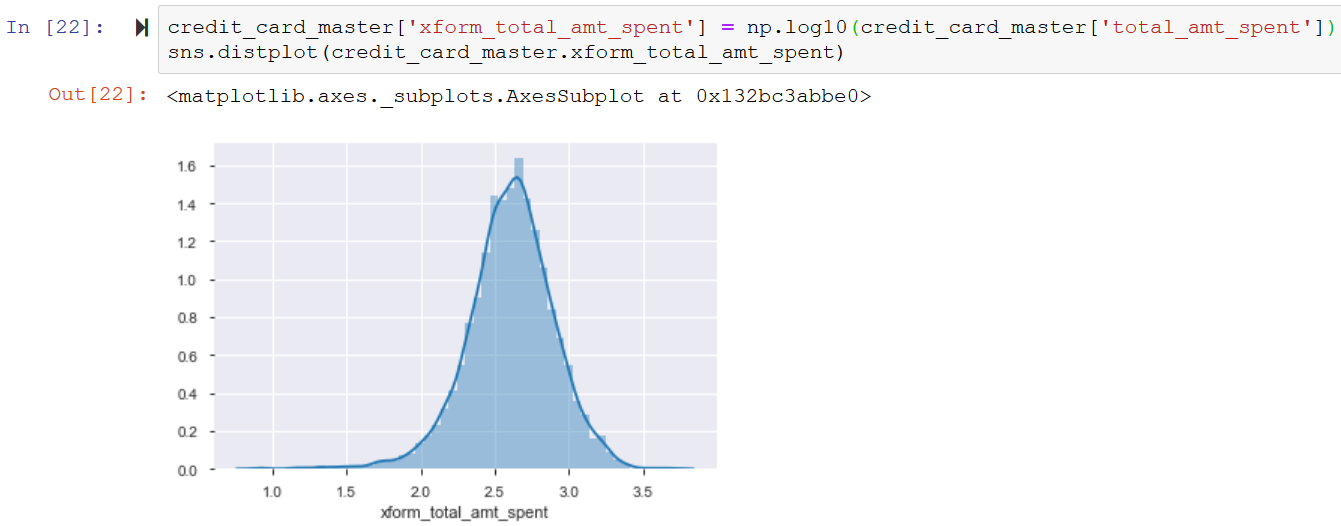 In [22]: credit_card_master['xform_total_amt_spent'] = np.log10(credit_card_master['total_amt_spent'])
sns.distplot(credit_card_master.xform_total_amt_spent)
Out[22]: <matplotlib.axes._subplots.AxesSubplot at 0x132bc3abbe0>
1.6
1.4
1.2
1.0
0.8
0.6
0.4
0.2
0.0
1.0 1.5 2.0 2.5 3.0 3.5
xform_total_amt_spent